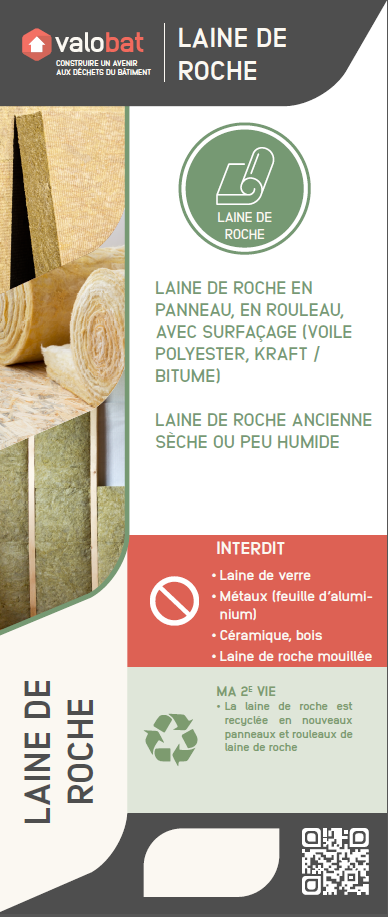 valobat
CONSTRUIRE UN AVENIR
AUX DÉCHETS DU BÂTIMENT
LAINE DE
ROCHE
LAINE DE
ROCHE
LAINE DE ROCHE EN
PANNEAU, EN ROULEAU,
AVEC SURFAÇAGE (VOILE
POLYESTER, KRAFT /
BITUME)
LAINE DE ROCHE ANCIENNE
SÈCHE OU PEU HUMIDE
INTERDIT
• Laine de verre
• Métaux (feuille d'alumi-
nium)
• Céramique, bois
• Laine de roche mouillée
MA 2E VIE
• La laine de roche est
recyclée en nouveaux
panneaux et rouleaux de
laine de roche
LAINE DE
ROCHE